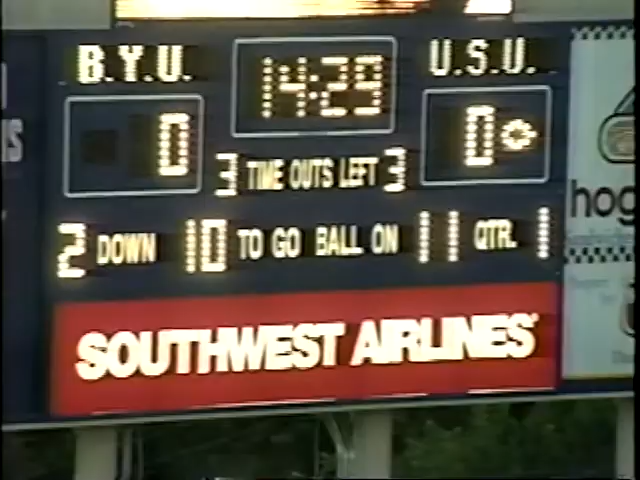 B.Y.U. 14:29 U.S.U.
0 0
3 TIME OUTS LEFT 3
2 DOWN 10 TO GO BALL ON 11 QTR. 1
SOUTHWEST AIRLINES
hog